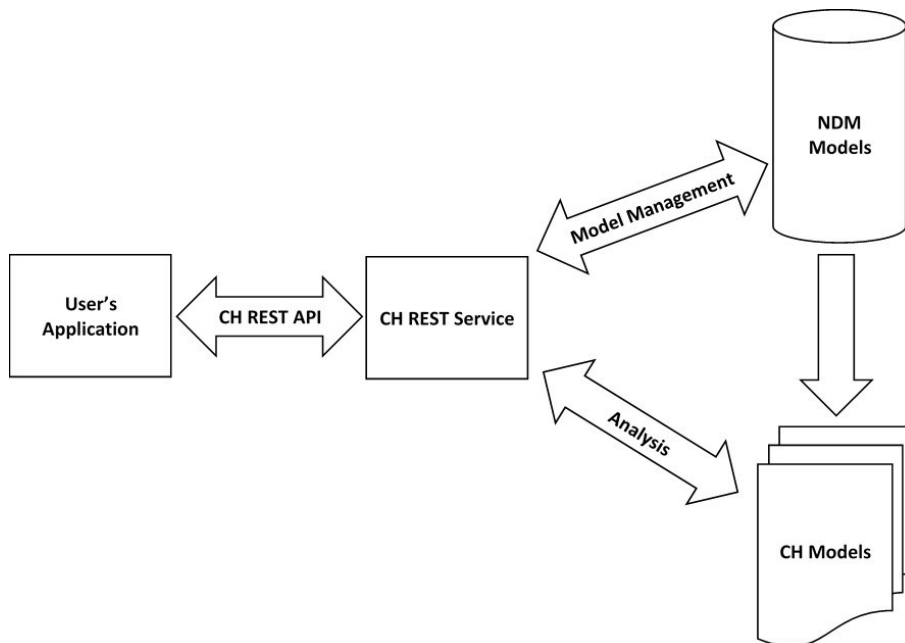 NDM
Models
Model Management
User's
Application
CH REST API
CH REST Service
Analysis
CH Models